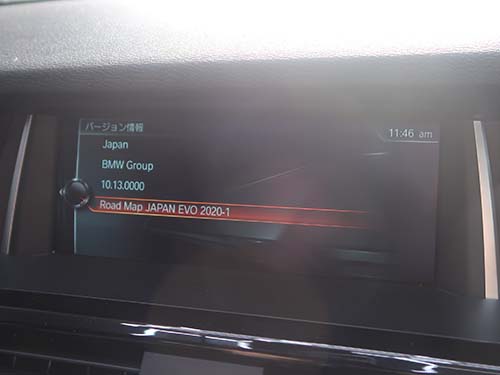 バージョン情報
11:46 am
Japan
BMW Group
10.13.0000
Road Map JAPAN EVO 2020-1